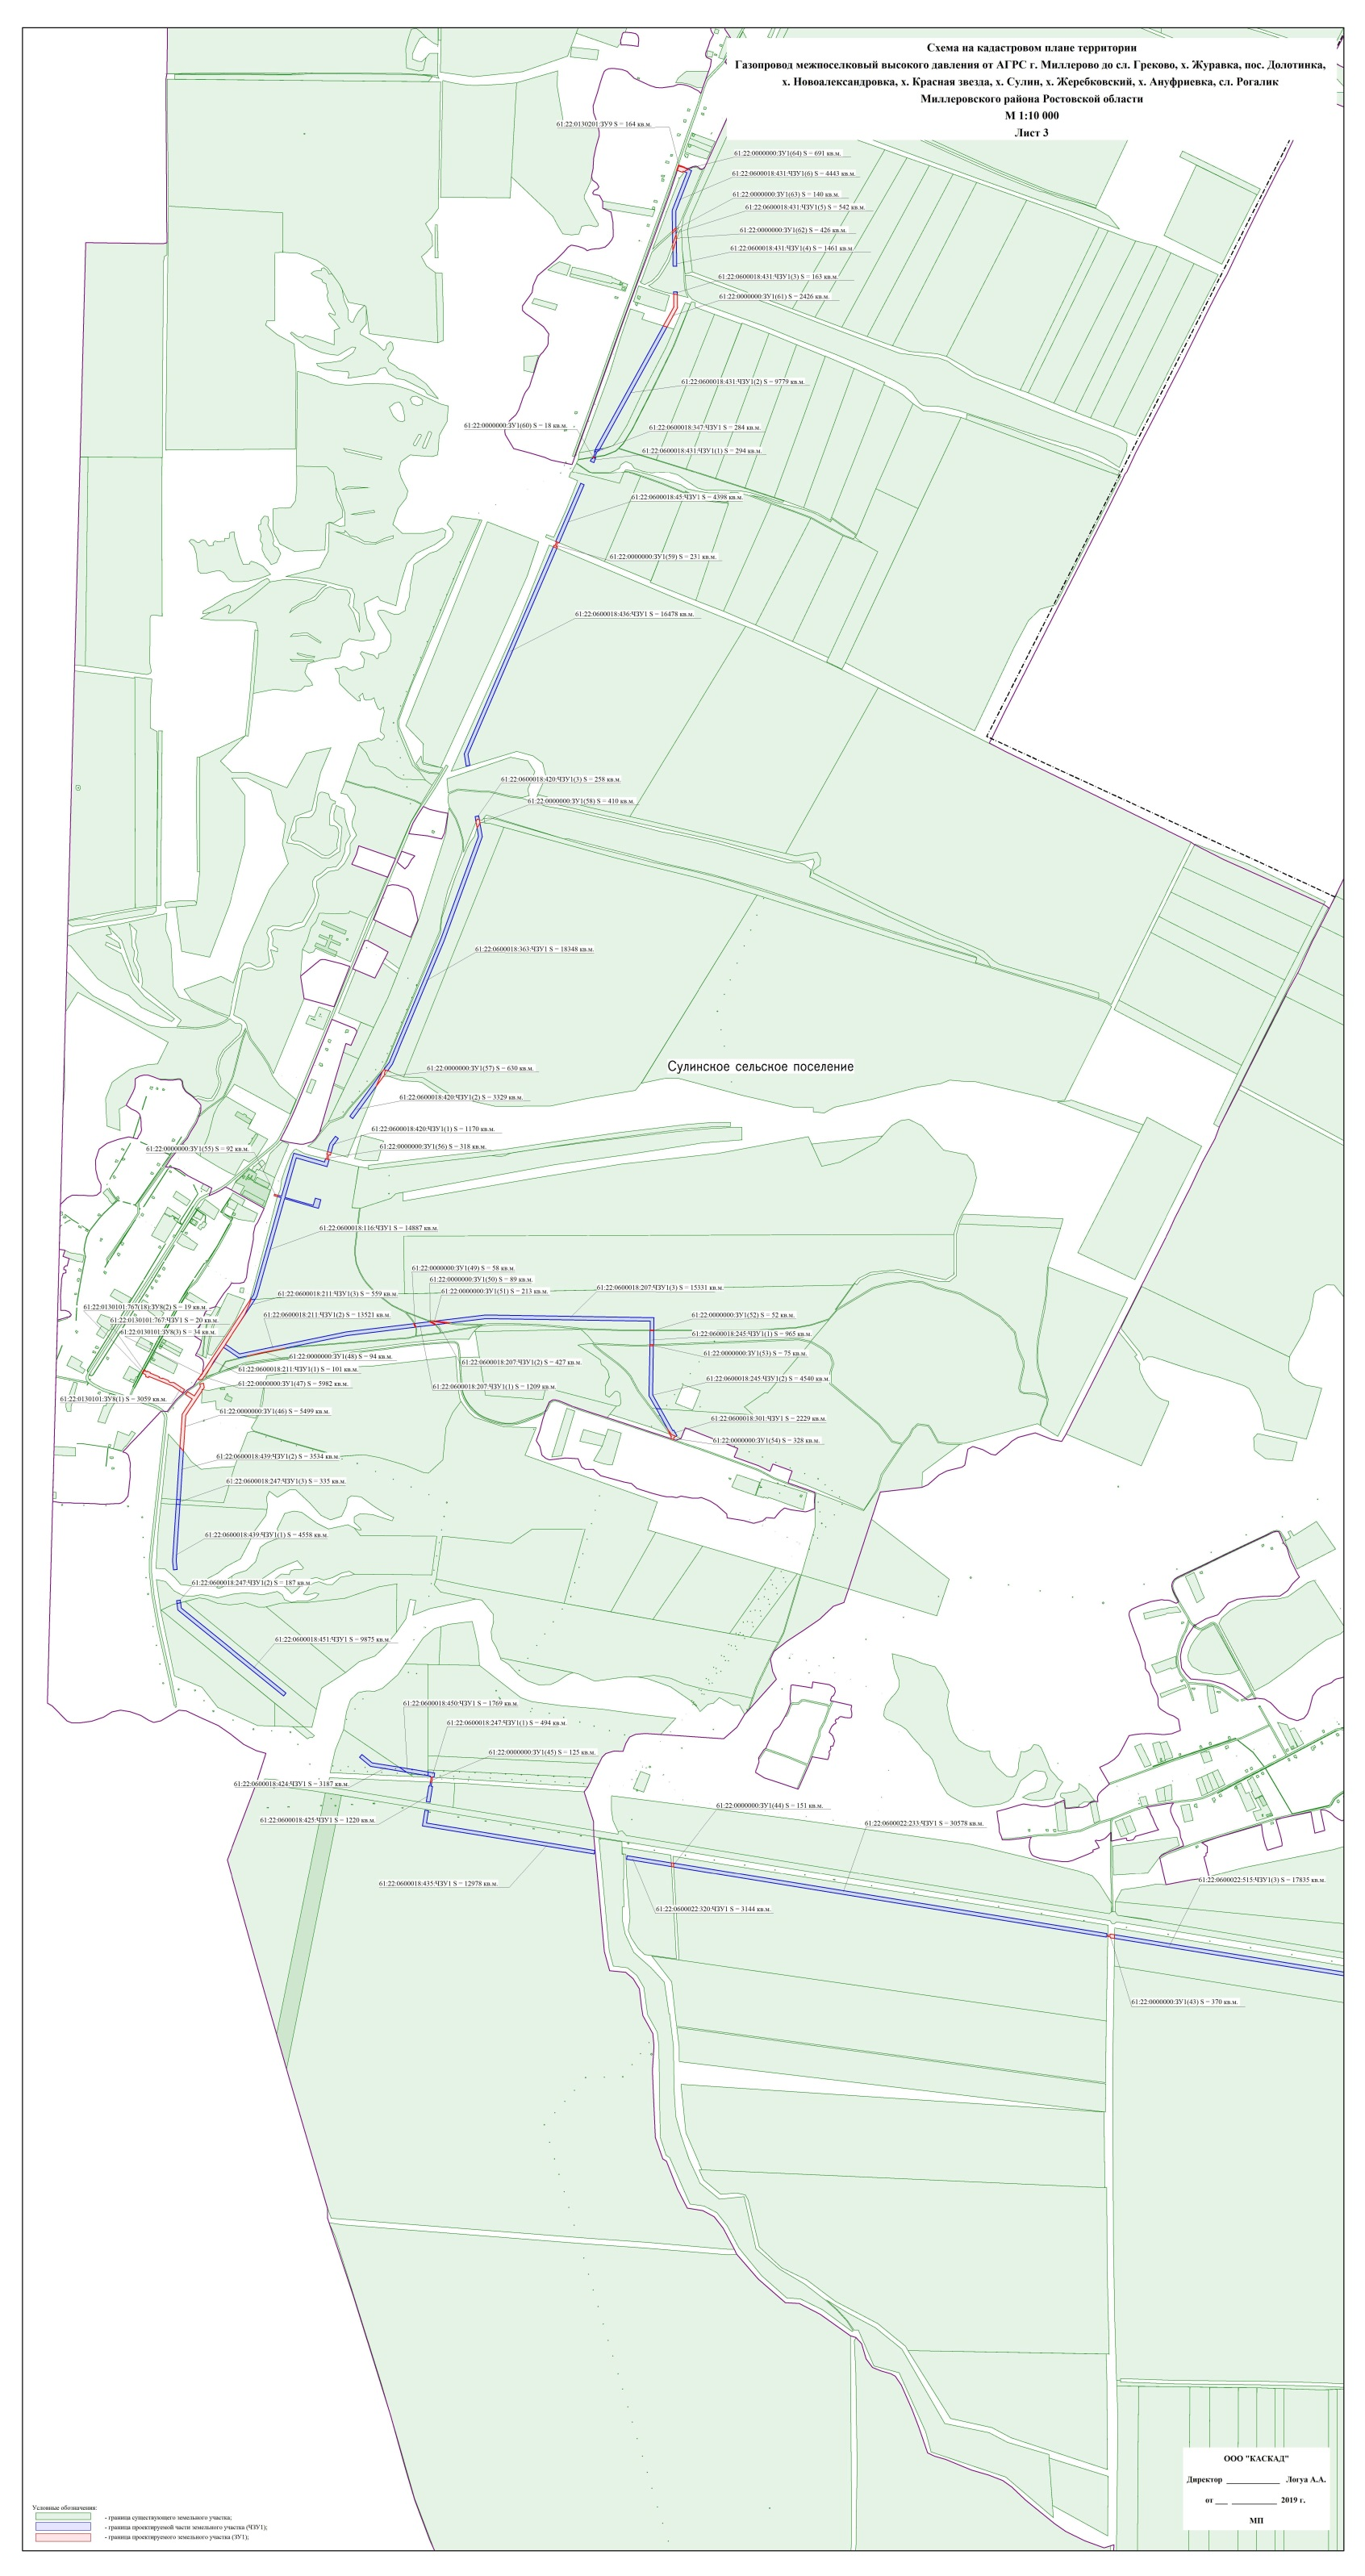 Схема на кадастровом плане территории
Газопровод межпоселковый высокого давления от АГРС г. Миллерово до сл. Греково, х. Журавка, пос. Долотинка,
х. Новоалександровка, х. Красная звезда, х. Сулин, х. Жеребковский, х. Ануфриевка, сл. Рогалик
Миллеровского района Ростовской области
М 1:10 000
Лист 3
61:22:0130201:ЗУ9 S = 164 кв.м.
61:22:0000000:ЗУ1(64) S = 691 кв.м.
61:22:0600018:431:ЧЗУ1(6) S = 4443 кв.м.
61:22:0000000:ЗУ1(63) S = 140 кв.м.
61:22:0600018:431:ЧЗУ1(5) S = 542 кв.м.
61:22:0000000:ЗУ1(62) S = 426 кв.м.
61:22:0600018:431:ЧЗУ1(4) S = 1461 кв.м.
61:22:0600018:431:ЧЗУ1(3) S = 163 кв.м.
61:22:0000000:ЗУ1(61) S = 2426 кв.м.
61:22:0600018:431:ЧЗУ1(2) S = 9779 кв.м.
61:22:0000000:ЗУ1(60) S = 18 кв.м.
61:22:0600018:347:ЧЗУ1 S = 284 кв.м.
61:22:0600018:431:ЧЗУ1(1) S = 294 кв.м.
61:22:0600018:45:ЧЗУ1 S = 4398 кв.м.
61:22:0000000:ЗУ1(59) S = 231 кв.м.
61:22:0600018:436:ЧЗУ1 S = 16478 кв.м.
61:22:0600018:420:ЧЗУ1(3) S = 258 кв.м.
61:22:0000000:ЗУ1(58) S = 410 кв.м.
61:22:0600018:363:ЧЗУ1 S = 18348 кв.м.
Сулинское сельское поселение
61:22:0000000:ЗУ1(57) S = 630 кв.м.
61:22:0600018:420:ЧЗУ1(2) S = 3329 кв.м.
61:22:0600018:420:ЧЗУ1(1) S = 1170 кв.м.
61:22:0000000:ЗУ1(56) S = 318 кв.м.
61:22:0000000:ЗУ1(55) S = 92 кв.м.
61:22:0600018:116:ЧЗУ1 S = 14887 кв.м.
61:22:0000000:ЗУ1(49) S = 58 кв.м.
61:22:0000000:ЗУ1(50) S = 89 кв.м.
61:22:0000000:ЗУ1(51) S = 213 кв.м.
61:22:0600018:207:ЧЗУ1(3) S = 15331 кв.м.
61:22:0600018:211:ЧЗУ1(3) S = 559 кв.м.
61:22:0130101:767(18):ЗУ8(2) S = 19 кв.м.
61:22:0600018:211:ЧЗУ1(2) S = 13521 кв.м.
61:22:0000000:ЗУ1(52) S = 52 кв.м.
61:22:0130101:767:ЧЗУ1 S = 20 кв.м.
61:22:0130101:ЗУ8(3) S = 34 кв.м.
61:22:0600018:245:ЧЗУ1(1) S = 965 кв.м.
61:22:0000000:ЗУ1(53) S = 75 кв.м.
61:22:0000000:ЗУ1(48) S = 94 кв.м.
61:22:0600018:207:ЧЗУ1(2) S = 427 кв.м.
61:22:0600018:211:ЧЗУ1(1) S = 101 кв.м.
61:22:0600018:245:ЧЗУ1(2) S = 4540 кв.м.
61:22:0000000:ЗУ1(47) S = 5982 кв.м.
61:22:0600018:207:ЧЗУ1(1) S = 1209 кв.м.
61:22:0130101:ЗУ8(1) S = 3059 кв.м.
61:22:0000000:ЗУ1(46) S = 5499 кв.м.
61:22:0600018:301:ЧЗУ1 S = 2229 кв.м.
61:22:0000000:ЗУ1(54) S = 328 кв.м.
61:22:0600018:439:ЧЗУ1(2) S = 3534 кв.м.
61:22:0600018:247:ЧЗУ1(3) S = 335 кв.м.
61:22:0600018:439:ЧЗУ1(1) S = 4558 кв.м.
61:22:0600018:247:ЧЗУ1(2) S = 187 кв.м.
61:22:0600018:451:ЧЗУ1 S = 9875 кв.м.
61:22:0600018:450:ЧЗУ1 S = 1769 кв.м.
61:22:0600018:247:ЧЗУ1(1) S = 494 кв.м.
61:22:0000000:ЗУ1(45) S = 125 кв.м.
61:22:0600018:424:ЧЗУ1 S = 3187 кв.м.
61:22:0600018:425:ЧЗУ1 S = 1220 кв.м.
61:22:0000000:ЗУ1(44) S = 151 кв.м.
61:22:0600022:233:ЧЗУ1 S = 30578 кв.м.
61:22:0600018:435:ЧЗУ1 S = 12978 кв.м.
61:22:0600022:515:ЧЗУ1(3) S = 17835 кв.м.
61:22:0600022:320:ЧЗУ1 S = 3144 кв.м.
61:22:0000000:ЗУ1(43) S = 370 кв.м.
ООО "КАСКАД"
Директор ____________ Логуа А.А.
от ___ __________ 2019 г.
МП
Условные обозначения:
- граница существующего земельного участка;
- граница проектируемой части земельного участка (ЧЗУ1);
- граница проектируемого земельного участка (ЗУ1);